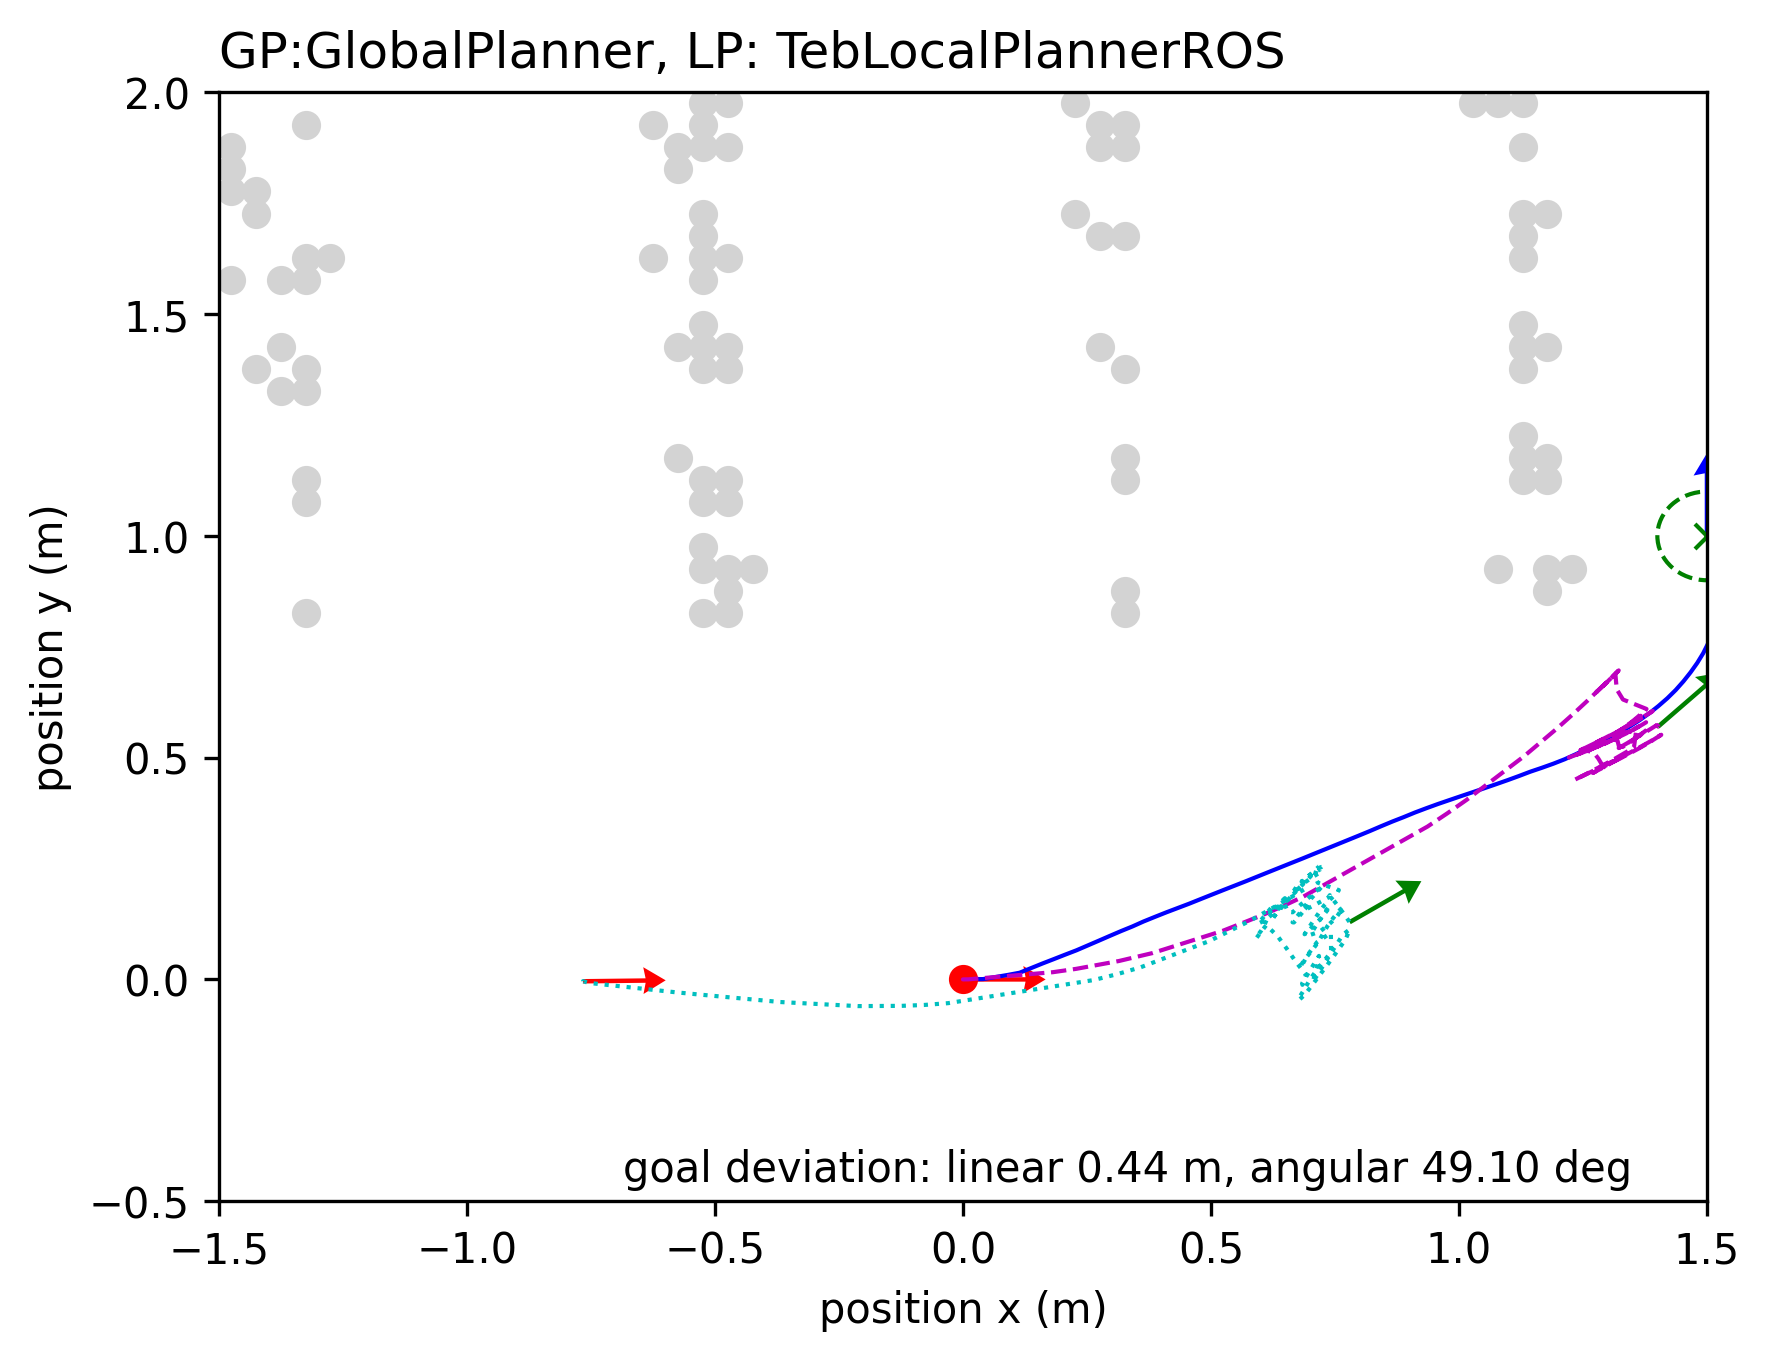 GP:GlobalPlanner, LP: TebLocalPlannerROS
2.0
1.5
1.0
0.5
0.0
−0.5
position y (m)
goal deviation: linear 0.44 m, angular 49.10 deg
−1.5 −1.0 −0.5 0.0 0.5 1.0 1.5
position x (m)